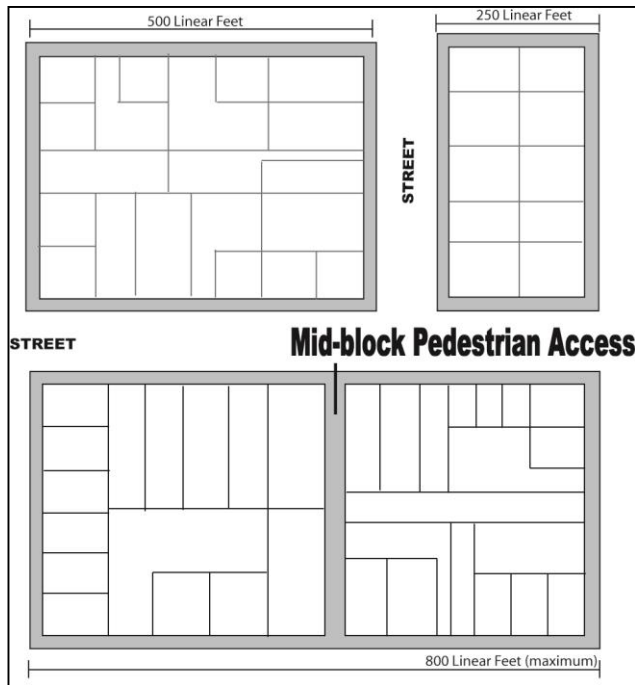 500 Linear Feet
250 Linear Feet
STREET
STREET
Mid-block Pedestrian Access
800 Linear Feet (maximum)